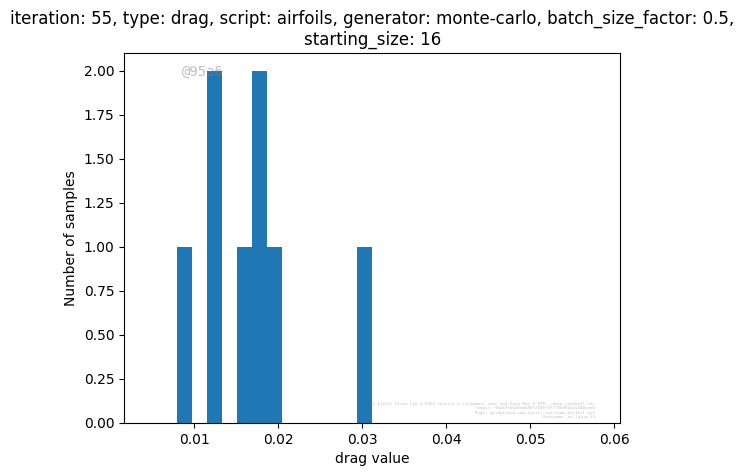 iteration: 55, type: drag, script: airfoils, generator: monte-carlo, batch_size_factor: 0.5,
starting_size: 16
@95a6
2.00
1.75
1.50
1.25
1.00
0.75
0.50
0.25
0.00
Number of samples
0.01 0.02 0.03 0.04 0.05 0.06
drag value